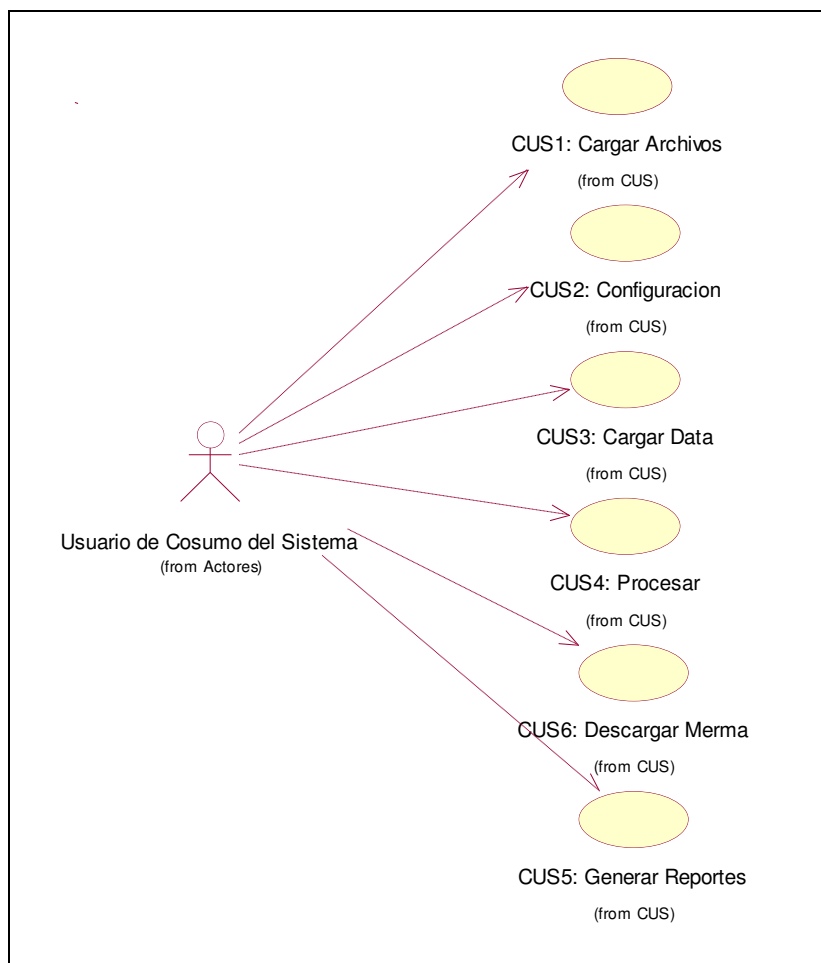 CUS1: Cargar Archivos
(from CUS)
CUS2: Configuracion
(from CUS)
CUS3: Cargar Data
(from CUS)
Usuario de Cosumo del Sistema
(from Actores)
CUS4: Procesar
(from CUS)
CUS6: Descargar Merma
(from CUS)
CUS5: Generar Reportes
(from CUS)